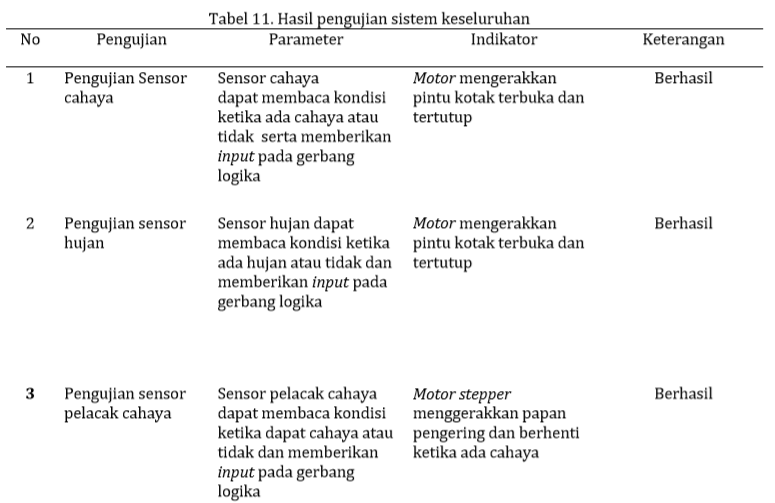 Tabel 11. Hasil pengujian sistem keseluruhan
No Pengujian Parameter Indikator Keterangan
1 Pengujian Sensor Sensor cahaya Motor mengerakkan Berhasil
cahaya dapat membaca kondisi pintu kotak terbuka dan
ketika ada cahaya atau tertutup
tidak serta memberikan
input pada gerbang
logika
2 Pengujian sensor Sensor hujan dapat Motor mengerakkan Berhasil
hujan membaca kondisi ketika pintu kotak terbuka dan
ada hujan atau tidak dan tertutup
memberikan input pada
gerbang logika
3 Pengujian sensor Sensor pelacak cahaya Motor stepper Berhasil
pelacak cahaya dapat membaca kondisi menggerakkan papan
ketika dapat cahaya atau pengering dan berhenti
tidak dan memberikan ketika ada cahaya
input pada gerbang
logika